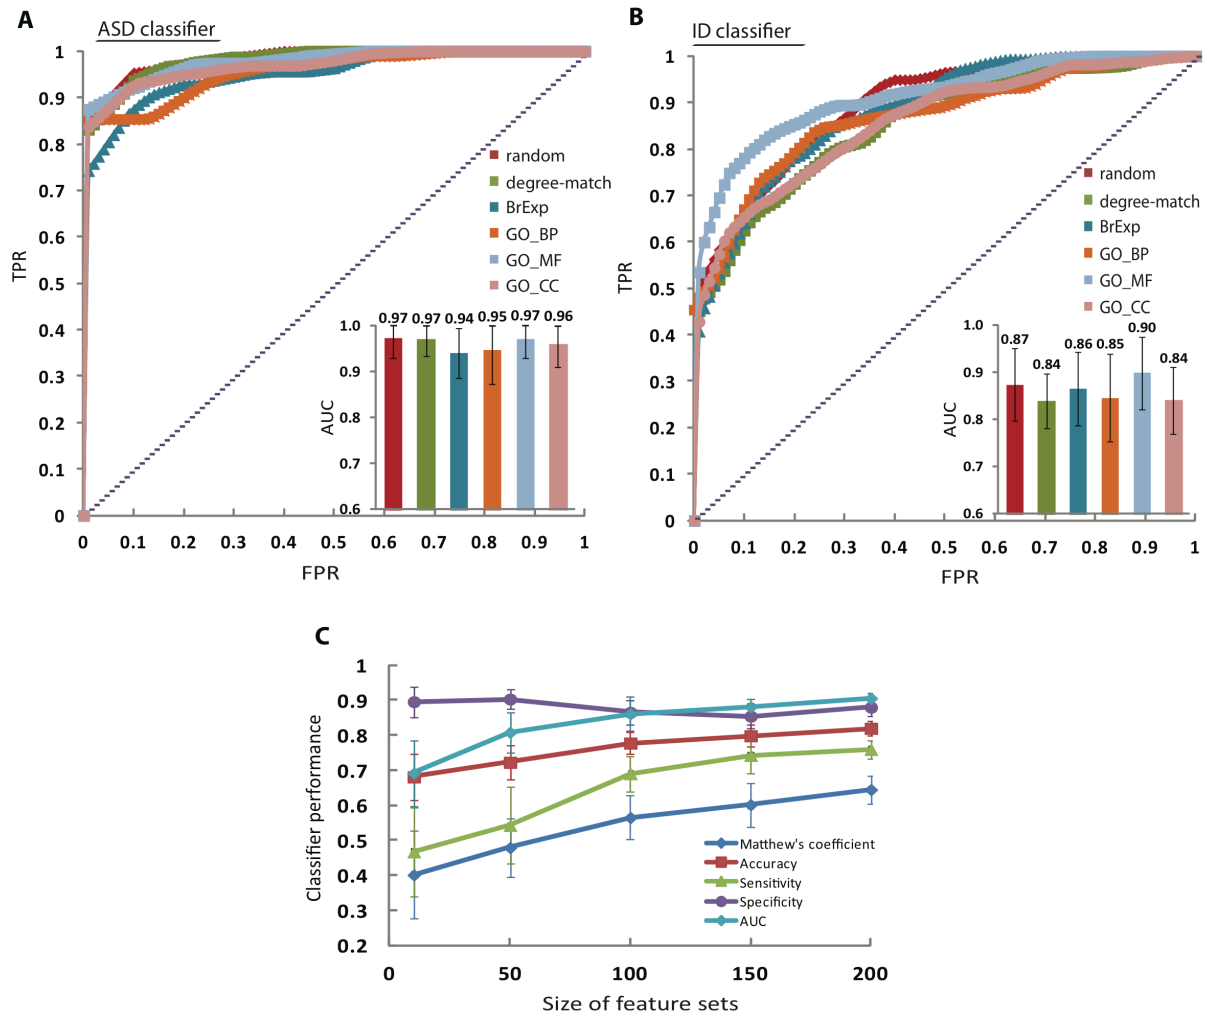 A
ASD classifier
TPR
1
0.9
0.8
0.7
0.6
0.5
0.4
0.3
0.2
0.1
0
0 0.1 0.2 0.3 0.4 0.5 0.6 0.7 0.8 0.9 1
FPR
random
degree-match
BrExp
GO_BP
GO_MF
GO_CC
AUC
1.0
0.9
0.8
0.7
0.6
0.97 0.97 0.94 0.95 0.97 0.96
B
ID classifier
TPR
1
0.9
0.8
0.7
0.6
0.5
0.4
0.3
0.2
0.1
0
0 0.1 0.2 0.3 0.4 0.5 0.6 0.7 0.8 0.9 1
FPR
random
degree-match
BrExp
GO_BP
GO_MF
GO_CC
AUC
1.0
0.9
0.8
0.7
0.6
0.87 0.84 0.86 0.85 0.90 0.84
C
Classifier performance
1
0.9
0.8
0.7
0.6
0.5
0.4
0.3
0.2
0 50 100 150 200
Size of feature sets
Matthew's coefficient
Accuracy
Sensitivity
Specificity
AUC